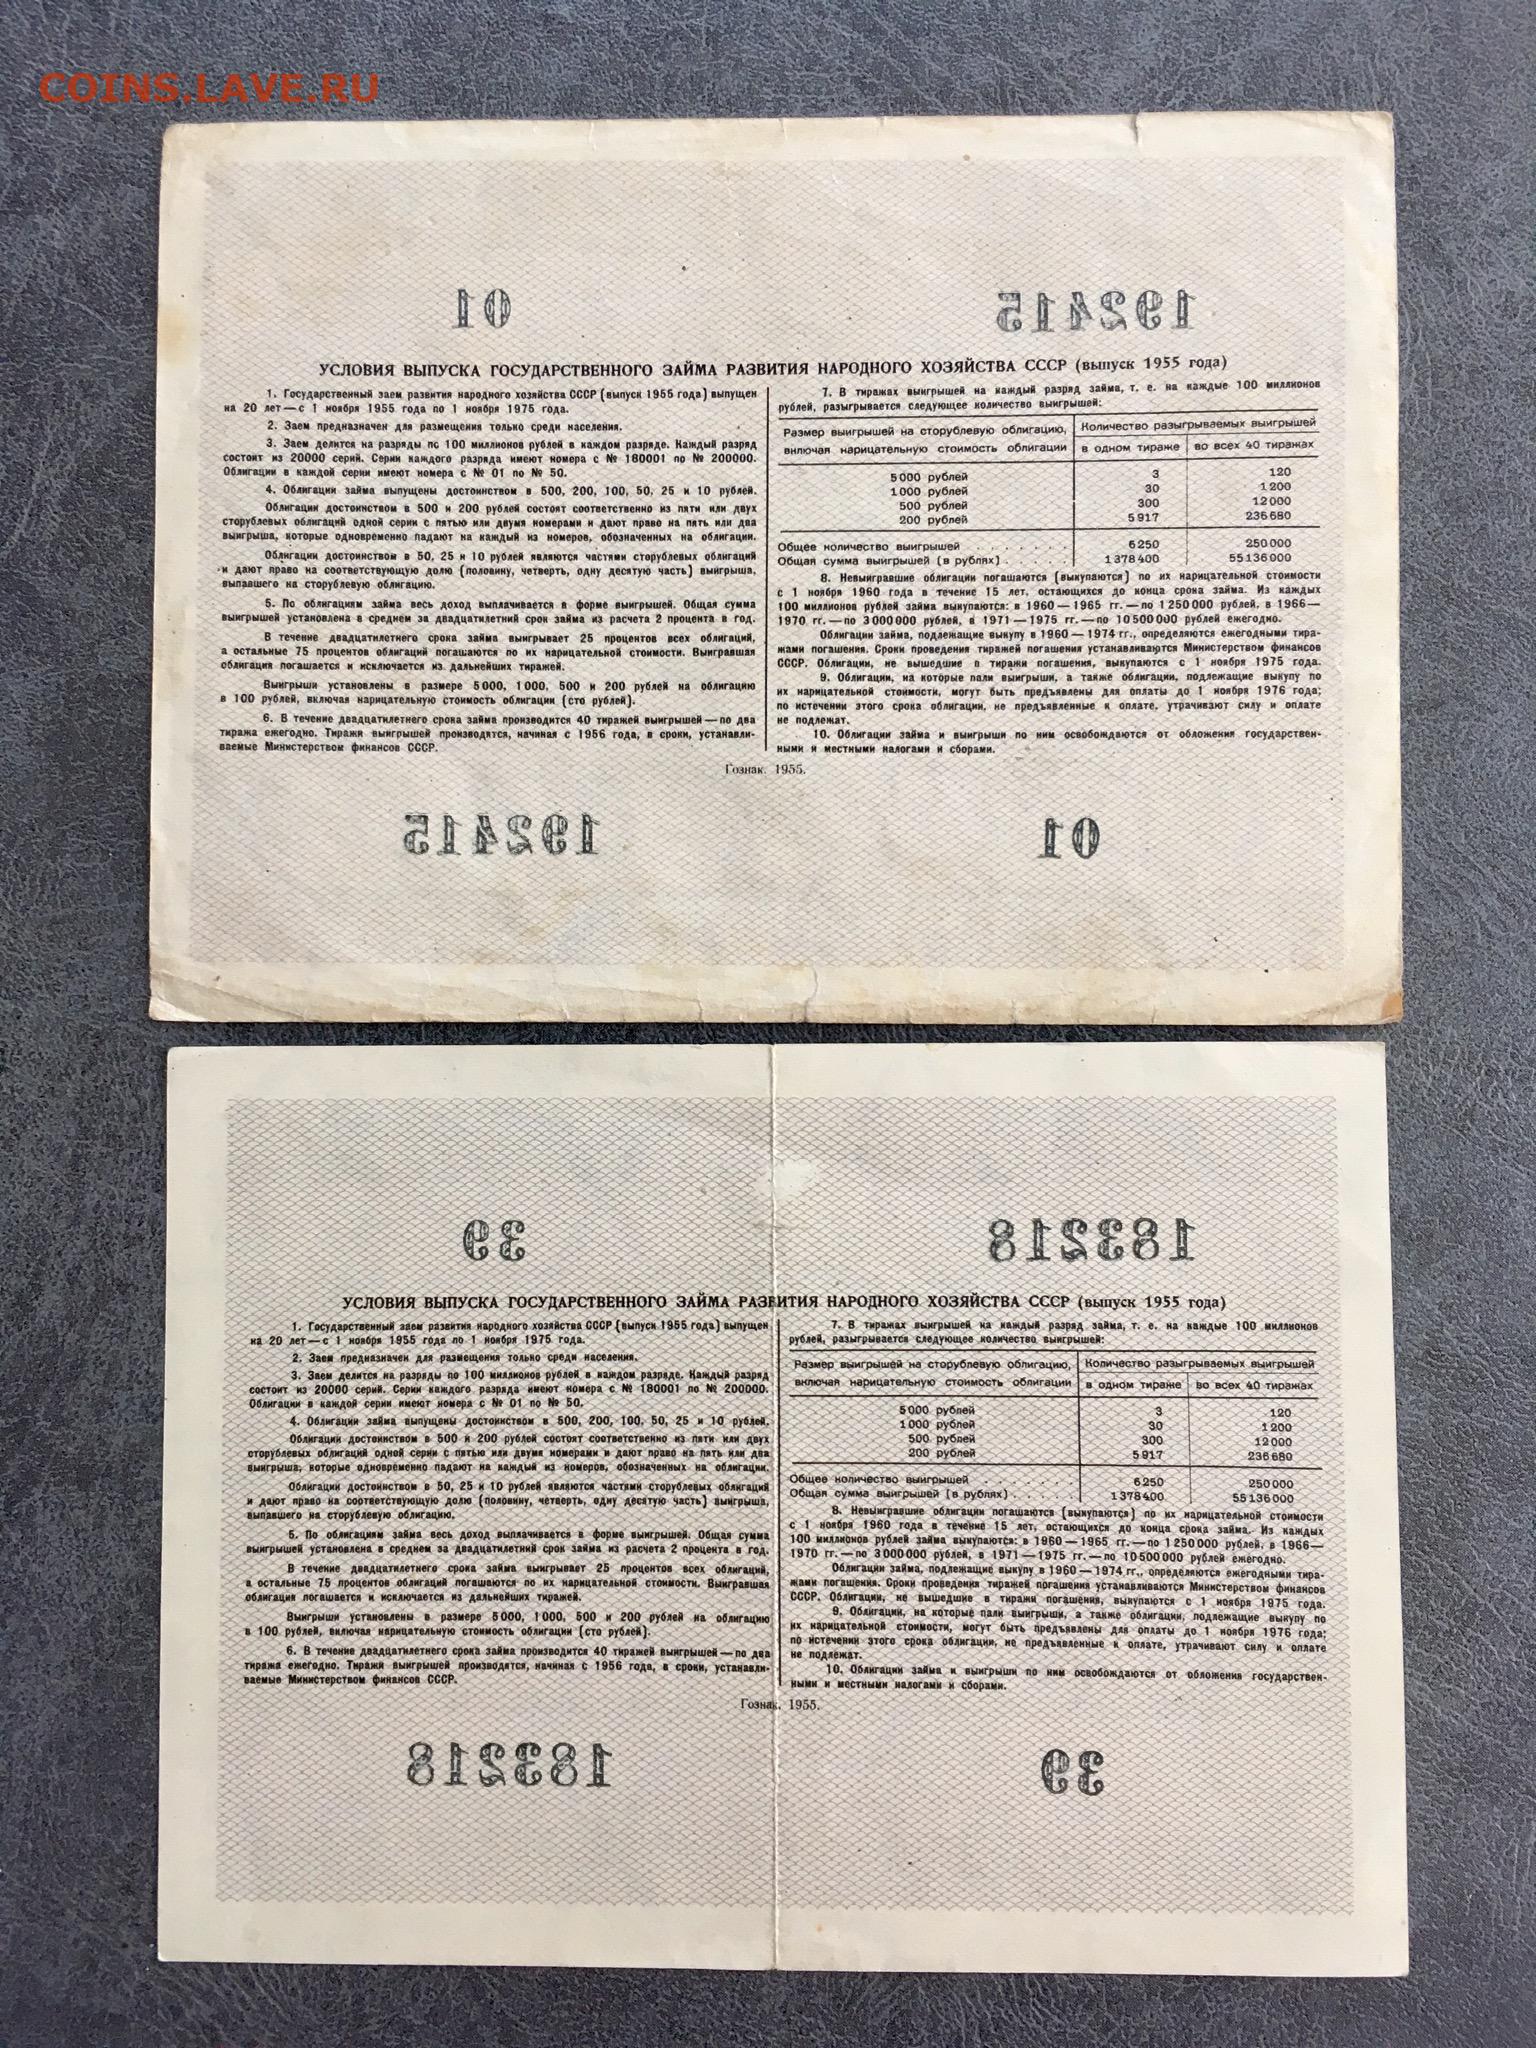 COINS.LAVE.RU
01 192415
УСЛОВИЯ ВЫПУСКА ГОСУДАРСТВЕННОГО ЗАЙМА РАЗВИТИЯ НАРОДНОГО ХОЗЯЙСТВА СССР (выпуск 1955 года)
1. Государственный заем развития народного хозяйства СССР (выпуск 1955 года) выпущен
на 20 лет—с 1 ноября 1955 года по 1 ноября 1975 года.
2. Заем предназначен для размещения только среди населения.
3. Заем делится на разряды пс 100 миллионов рублей в каждом разряде. Каждый разряд
состоит из 20000 серий. Серии каждого разряда имеют номера с № 180001 по № 200000.
Облигации в каждой серии имеют номера с № 01 по № 50.
4. Облигации займа выпущены достоинством в 500, 200, 100, 50, 25 и 10 рублей.
Облигации достоинством в 500 и 200 рублей состоят соответственно из пяти или двух
сторублевых облигаций одной серии с пятью или двумя номерами и дают право на пять или два
выигрыша, которые одновременно падают на каждый из номеров, обозначенных на облигации.
Облигации достоинством в 50, 25 и 10 рублей являются частями сторублевых облигаций
и дают право на соответствующую долю (половину, четверть, одну десятую часть) выигрыша,
выпавшего на сторублевую облигацию.
5. По облигациям займа весь доход выплачивается в форме выигрышей. Общая сумма
выигрышей установлена в среднем за двадцатилетний срок займа из расчета 2 процента в год.
В течение двадцатилетнего срока займа выигрывает 25 процентов всех облигаций,
а остальные 75 процентов облигаций погашаются по их нарицательной стоимости. Выигравшая
облигация погашается и исключается из дальнейших тиражей.
Выигрыши установлены в размере 5000, 1000, 500 и 200 рублей на облигацию
в 100 рублей, включая нарицательную стоимость облигации (сто рублей).
6. В течение двадцатилетнего срока займа производится 40 тиражей выигрышей—по два
тиража ежегодно. Тиражи выигрышей производятся, начиная с 1956 года, в сроки, устанавли-
ваемые Министерством финансов СССР.
7. В тиражах выигрышей на каждый разряд займа, т. е. на каждые 100 миллионов
рублей, разыгрывается следующее количество выигрышей:
Размер выигрышей на сторублевую облигацию, Количество разыгрываемых выигрышей
включая нарицательную стоимость облигации в одном тираже во всех 40 тиражах
5000 рублей 3 120
1000 рублей 30 1200
500 рублей 300 12000
200 рублей 5917 236680
Общее количество выигрышей . . . . . . . . 6250 250000
Общая сумма выигрышей (в рублях) . . . . . 1378400 55136000
8. Невыигравшие облигации погашаются (выкупаются) по их нарицательной стоимости
с 1 ноября 1960 года в течение 15 лет, остающихся до конца срока займа. Из каждых
100 миллионов рублей займа выкупаются: в 1960—1965 гг.—по 1250000 рублей, в 1966—
1970 гг.—по 3000000 рублей, в 1971—1975 гг.—по 10500000 рублей ежегодно.
Облигации займа, подлежащие выкупу в 1960—1974 гг., определяются ежегодными тира-
жами погашения. Сроки проведения тиражей погашения устанавливаются Министерством финансов
СССР. Облигации, не вышедшие в тиражи погашения, выкупаются с 1 ноября 1975 года.
9. Облигации, на которые пали выигрыши, а также облигации, подлежащие выкупу по
их нарицательной стоимости, могут быть предъявлены для оплаты до 1 ноября 1976 года;
по истечении этого срока облигации, не предъявленные к оплате, утрачивают силу и оплате
не подлежат.
10. Облигации займа и выигрыши по ним освобождаются от обложения государствен-
ными и местными налогами и сборами.
Гознак. 1955.
192415 01
39 183218
УСЛОВИЯ ВЫПУСКА ГОСУДАРСТВЕННОГО ЗАЙМА РАЗВИТИЯ НАРОДНОГО ХОЗЯЙСТВА СССР (выпуск 1955 года)
1. Государственный заем развития народного хозяйства СССР (выпуск 1955 года) выпущен
на 20 лет—с 1 ноября 1955 года по 1 ноября 1975 года.
2. Заем предназначен для размещения только среди населения.
3. Заем делится на разряды по 100 миллионов рублей в каждом разряде. Каждый разряд
состоит из 20000 серий. Серии каждого разряда имеют номера с № 180001 по № 200000.
Облигации в каждой серии имеют номера с № 01 по № 50.
4. Облигации займа выпущены достоинством в 500, 200, 100, 50, 25 и 10 рублей.
Облигации достоинством в 500 и 200 рублей состоят соответственно из пяти или двух
сторублевых облигаций одной серии с пятью или двумя номерами и дают право на пять или два
выигрыша, которые одновременно падают на каждый из номеров, обозначенных на облигации.
Облигации достоинством в 50, 25 и 10 рублей являются частями сторублевых облигаций
и дают право на соответствующую долю (половину, четверть, одну десятую часть) выигрыша,
выпавшего на сторублевую облигацию.
5. По облигациям займа весь доход выплачивается в форме выигрышей. Общая сумма
выигрышей установлена в среднем за двадцатилетний срок займа из расчета 2 процента в год.
В течение двадцатилетнего срока займа выигрывает 25 процентов всех облигаций,
а остальные 75 процентов облигаций погашаются по их нарицательной стоимости. Выигравшая
облигация погашается и исключается из дальнейших тиражей.
Выигрыши установлены в размере 5000, 1000, 500 и 200 рублей на облигацию
в 100 рублей, включая нарицательную стоимость облигации (сто рублей).
6. В течение двадцатилетнего срока займа производится 40 тиражей выигрышей—по два
тиража ежегодно. Тиражи выигрышей производятся, начиная с 1956 года, в сроки, устанавли-
ваемые Министерством финансов СССР.
7. В тиражах выигрышей на каждый разряд займа, т. е. на каждые 100 миллионов
рублей, разыгрывается следующее количество выигрышей:
Размер выигрышей на сторублевую облигацию, Количество разыгрываемых выигрышей
включая нарицательную стоимость облигации в одном тираже во всех 40 тиражах
5000 рублей 3 120
1000 рублей 30 1200
500 рублей 300 12000
200 рублей 5917 236680
Общее количество выигрышей . . . . . . . . 6250 250000
Общая сумма выигрышей (в рублях) . . . . . 1378400 55136000
8. Невыигравшие облигации погашаются (выкупаются) по их нарицательной стоимости
с 1 ноября 1960 года в течение 15 лет, остающихся до конца срока займа. Из каждых
100 миллионов рублей займа выкупаются: в 1960—1965 гг.—по 1250000 рублей, в 1966—
1970 гг.—по 3000000 рублей, в 1971—1975 гг.—по 10500000 рублей ежегодно.
Облигации займа, подлежащие выкупу в 1960—1974 гг., определяются ежегодными тира-
жами погашения. Сроки проведения тиражей погашения устанавливаются Министерством финансов
СССР. Облигации, не вышедшие в тиражи погашения, выкупаются с 1 ноября 1975 года.
9. Облигации, на которые пали выигрыши, а также облигации, подлежащие выкупу по
их нарицательной стоимости, могут быть предъявлены для оплаты до 1 ноября 1976 года;
по истечении этого срока облигации, не предъявленные к оплате, утрачивают силу и оплате
не подлежат.
10. Облигации займа и выигрыши по ним освобождаются от обложения государствен-
ными и местными налогами и сборами.
Гознак. 1955.
183218 39